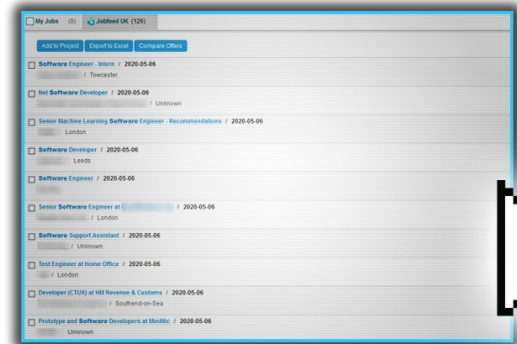 My Jobs (0) Jobfeed UK (126)
Add to Project Export to Excel Compare Offers
Software Engineer - Intern / 2020-05-06
/ Towcester
Net Software Developer / 2020-05-06
/ Unknown
Senior Machine Learning Software Engineer - Recommendations / 2020-05-06
London
Software Developer / 2020-05-06
Leeds
Software Engineer / 2020-05-06
Senior Software Engineer at / 2020-05-06
/ London
Software Support Assistant / 2020-05-06
/ Unknown
Test Engineer at Home Office / 2020-05-06
/ London
Developer (CTUX) at HM Revenue & Customs / 2020-05-06
/ Southend-on-Sea
Prototype and Software Developers at MiniMic / 2020-05-06
Unknown